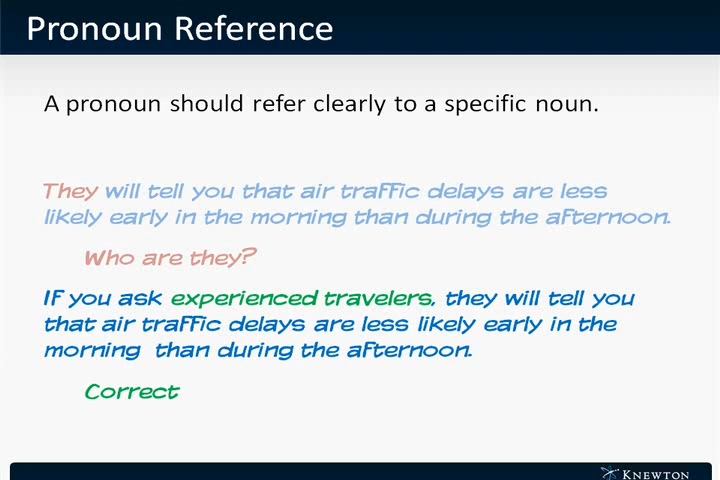 Pronoun Reference
A pronoun should refer clearly to a specific noun.
They will tell you that air traffic delays are less
likely early in the morning than during the afternoon.
Who are they?
If you ask experienced travelers, they will tell you
that air traffic delays are less likely early in the
morning than during the afternoon.
Correct
KNEWTON